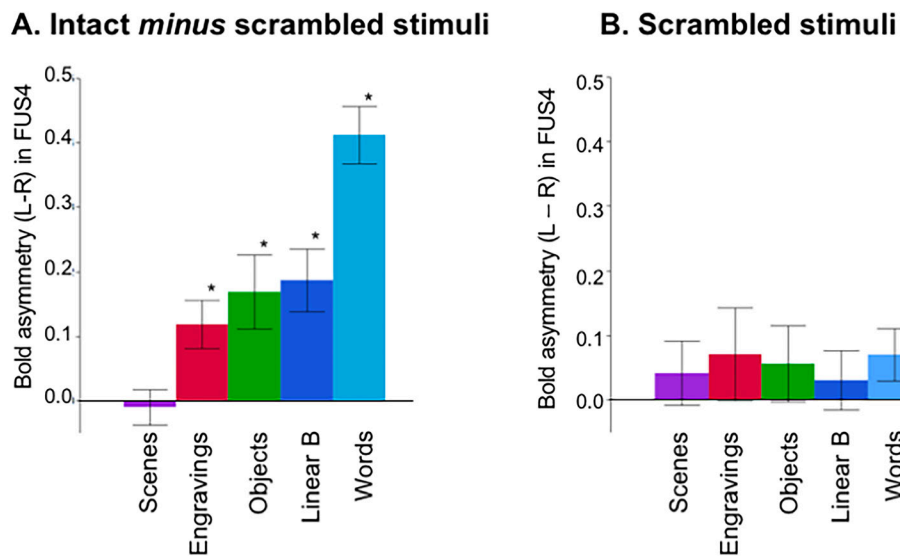 A. Intact minus scrambled stimuli
Bold asymmetry (L-R) in FUS4
0.5
0.4
0.3
0.2
0.1
0.0
*
*
*
*
Scenes
Engravings
Objects
Linear B
Words
B. Scrambled stimuli
Bold asymmetry (L – R) in FUS4
0.5
0.4
0.3
0.2
0.1
0.0
Scenes
Engravings
Objects
Linear B
Words